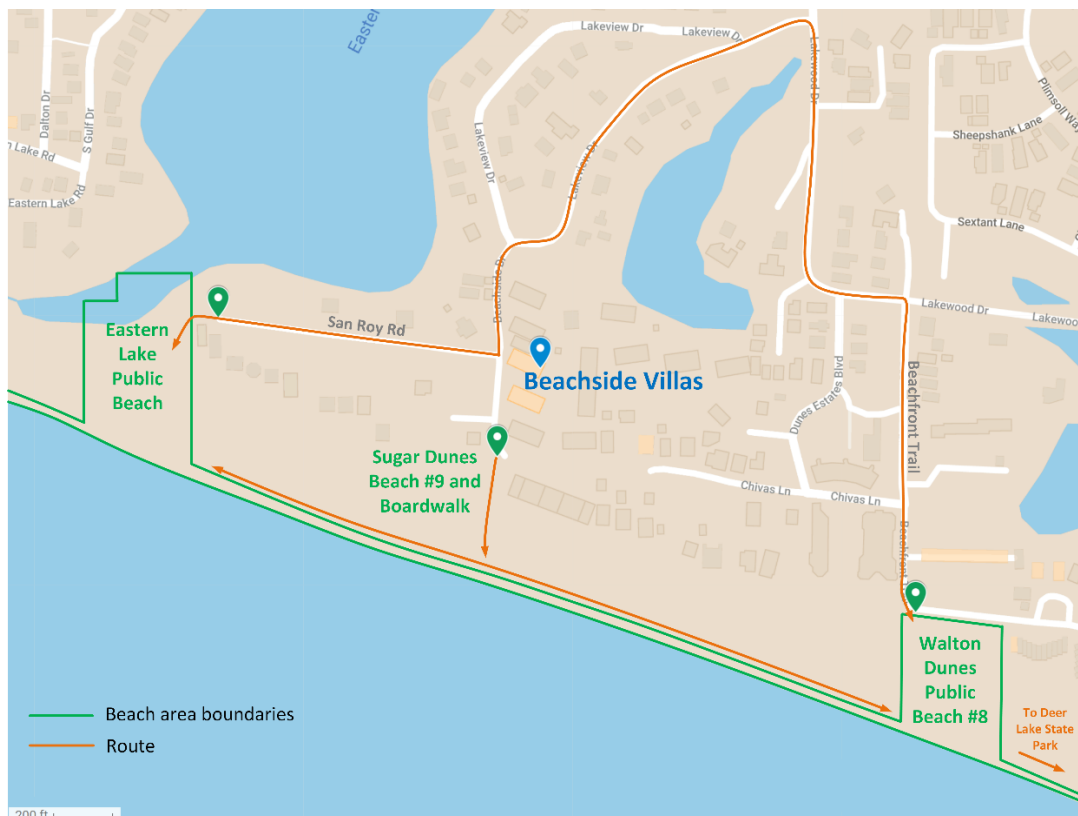 Easter
Lakeview Dr
Lakeview Dr
Lakewood Dr
Plimsoll Way
Dalton Dr
S Gulf Dr
Sheepshank Lane
n Lake Rd
Lakeview Dr
Lakeview Dr
Eastern Lake Rd
Sextant Lane
Beachside Dr
Lakewood Dr
Lakewoo
San Roy Rd
Eastern
Lake
Public
Beach
Beachside Villas
Dunes Estates Blvd
Beachfront Trail
Sugar Dunes
Beach #9 and
Boardwalk
Chivas Ln
Chivas Ln
Beachfront
Walton
Dunes
Public
Beach #8
To Deer
Lake State
Park
Beach area boundaries
Route
200 ft